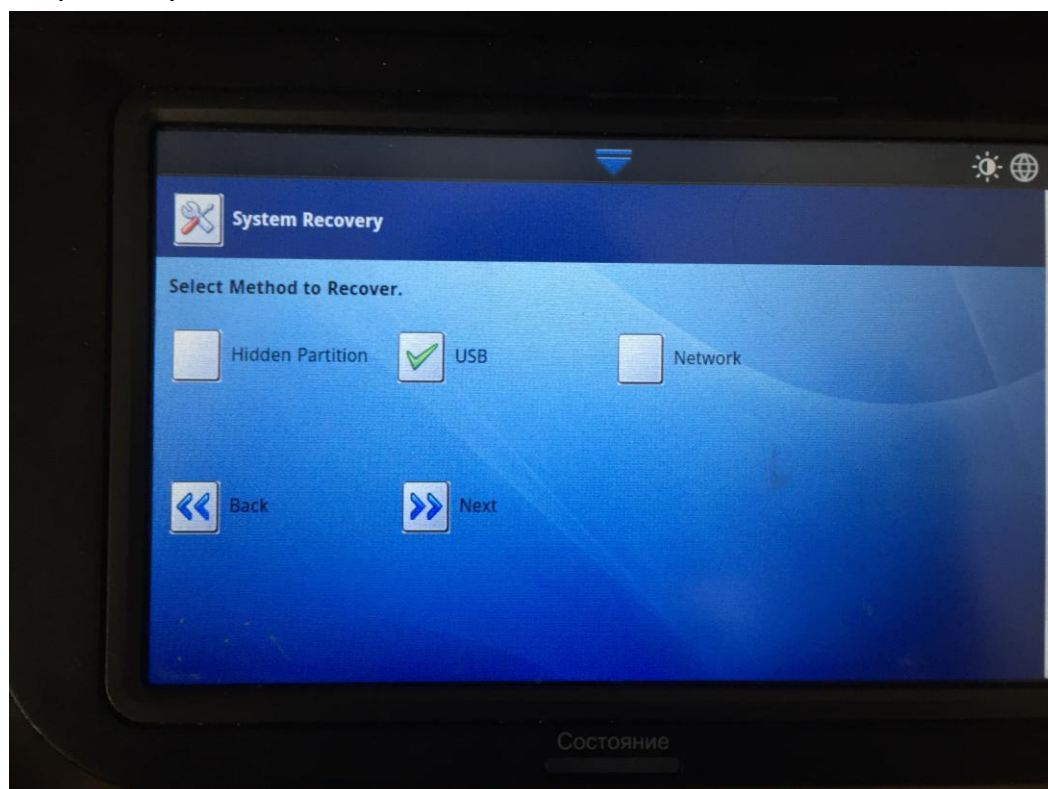 System Recovery
Select Method to Recover.
Hidden Partition USB Network
Back Next
Состояние